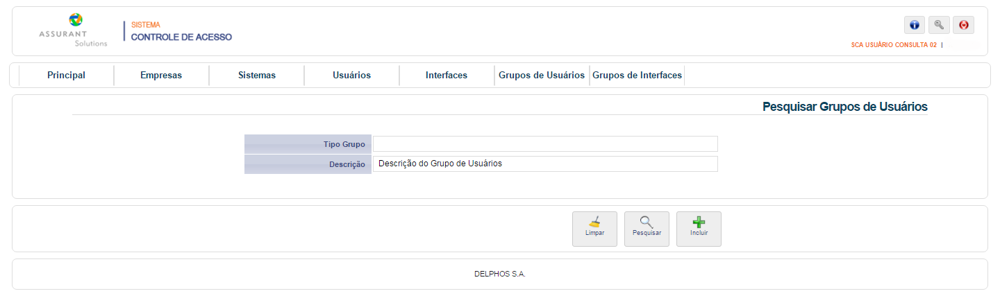 ASSURANT
Solutions
SISTEMA
CONTROLE DE ACESSO
SCA USUÁRIO CONSULTA 02 |
Principal Empresas Sistemas Usuários Interfaces Grupos de Usuários Grupos de Interfaces
Pesquisar Grupos de Usuários
Tipo Grupo
Descrição Descrição do Grupo de Usuários
Limpar Pesquisar Incluir
DELPHOS S.A.